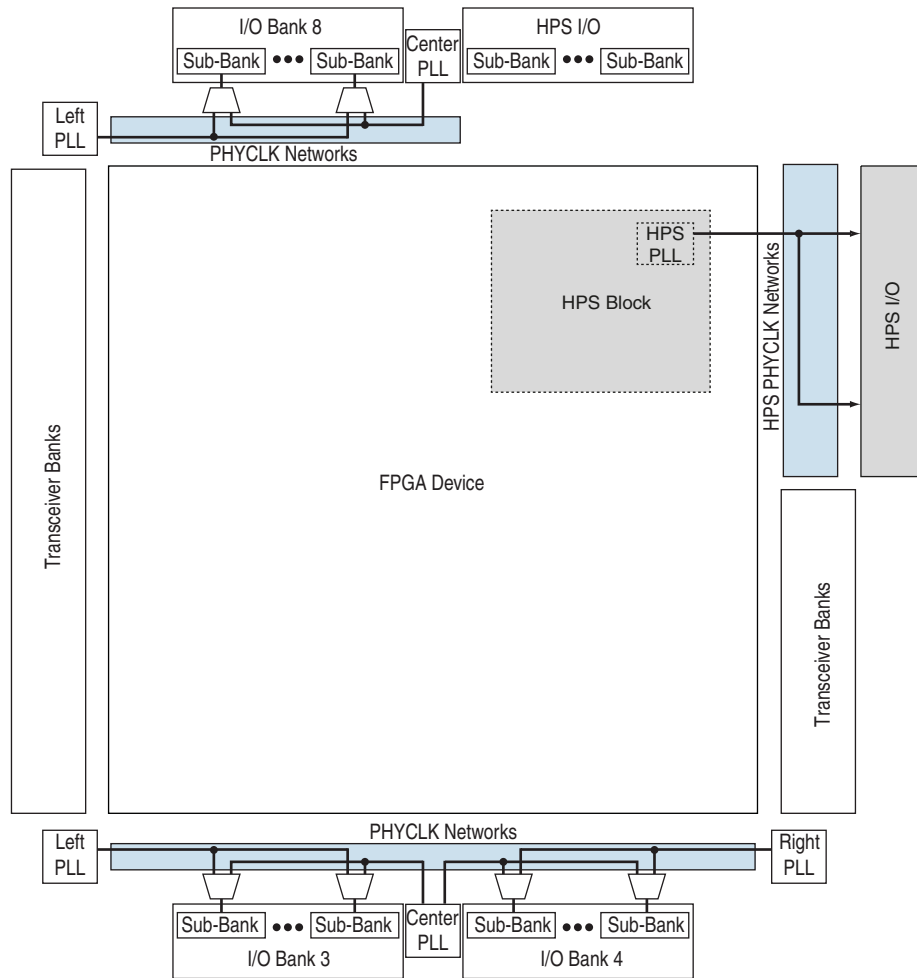 I/O Bank 8
HPS I/O
Sub-Bank
Sub-Bank
Center
PLL
Sub-Bank
Sub-Bank
Left
PLL
PHYCLK Networks
HPS
PLL
HPS Block
HPS PHYCLK Networks
HPS I/O
Transceiver Banks
FPGA Device
Transceiver Banks
Left
PLL
PHYCLK Networks
Right
PLL
Sub-Bank
Sub-Bank
Center
PLL
Sub-Bank
Sub-Bank
I/O Bank 3
I/O Bank 4